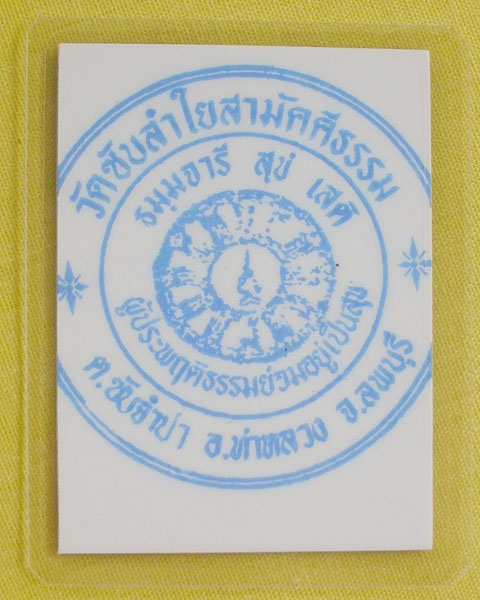 วัดซับลำใยสามัคคีธรรม
ธมฺมจารี สุขํ เสติ
ผู้ประพฤติธรรมย่อมอยู่เป็นสุข
ต.ซับจำปา อ.ท่าหลวง จ.ลพบุรี